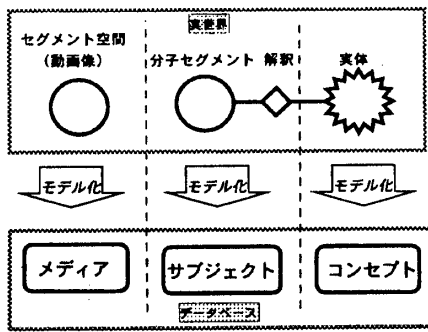 実世界
セグメント空間
(動画像)
分子セグメント 解釈 実体
モデル化 モデル化 モデル化
メディア サブジェクト コンセプト
データベース